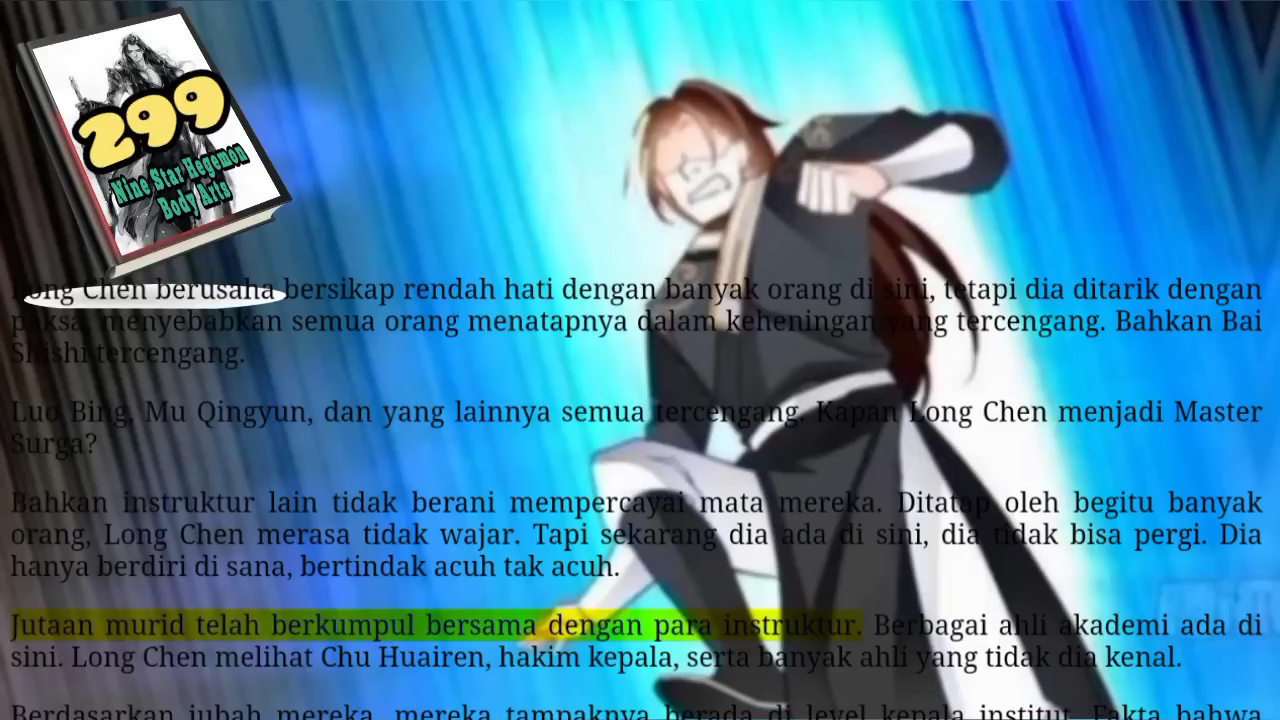 299
Nine Star Hegemon
Body Arts
Long Chen berusaha bersikap rendah hati dengan banyak orang di sini, tetapi dia ditarik dengan
paksa, menyebabkan semua orang menatapnya dalam keheningan yang tercengang. Bahkan Bai
Shishi tercengang.
Luo Bing, Mu Qingyun, dan yang lainnya semua tercengang. Kapan Long Chen menjadi Master
Surga?
Bahkan instruktur lain tidak berani mempercayai mata mereka. Ditatap oleh begitu banyak
orang, Long Chen merasa tidak wajar. Tapi sekarang dia ada di sini, dia tidak bisa pergi. Dia
hanya berdiri di sana, bertindak acuh tak acuh.
Jutaan murid telah berkumpul bersama dengan para instruktur. Berbagai ahli akademi ada di
sini. Long Chen melihat Chu Huairen, hakim kepala, serta banyak ahli yang tidak dia kenal.
Berdasarkan jubah mereka, mereka tampaknya berada di level kepala institut. Fakta bahwa